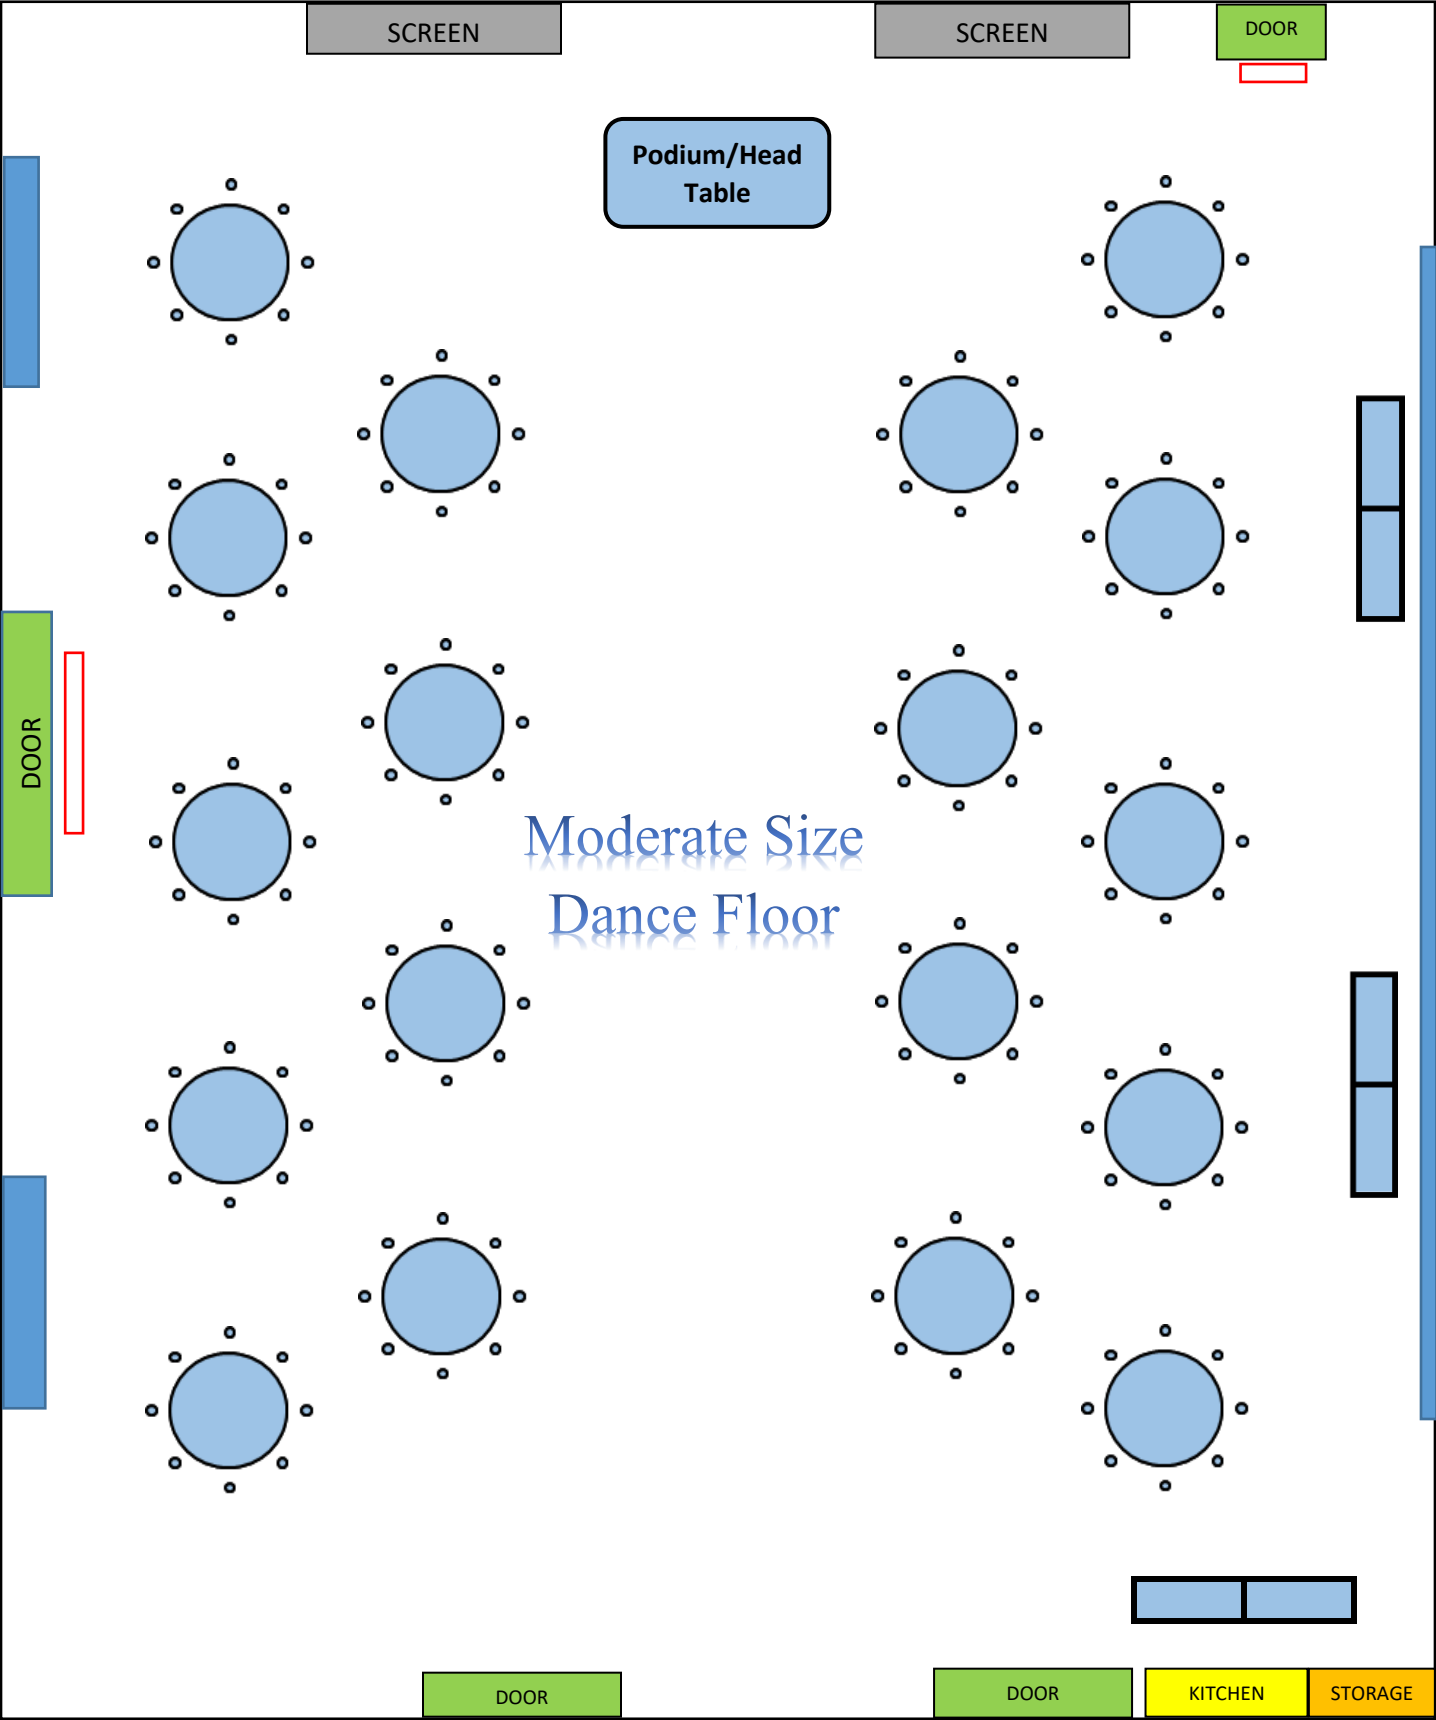 SCREEN
SCREEN
DOOR
Podium/Head
Table
DOOR
Moderate Size
Dance Floor
DOOR
DOOR
KITCHEN
STORAGE